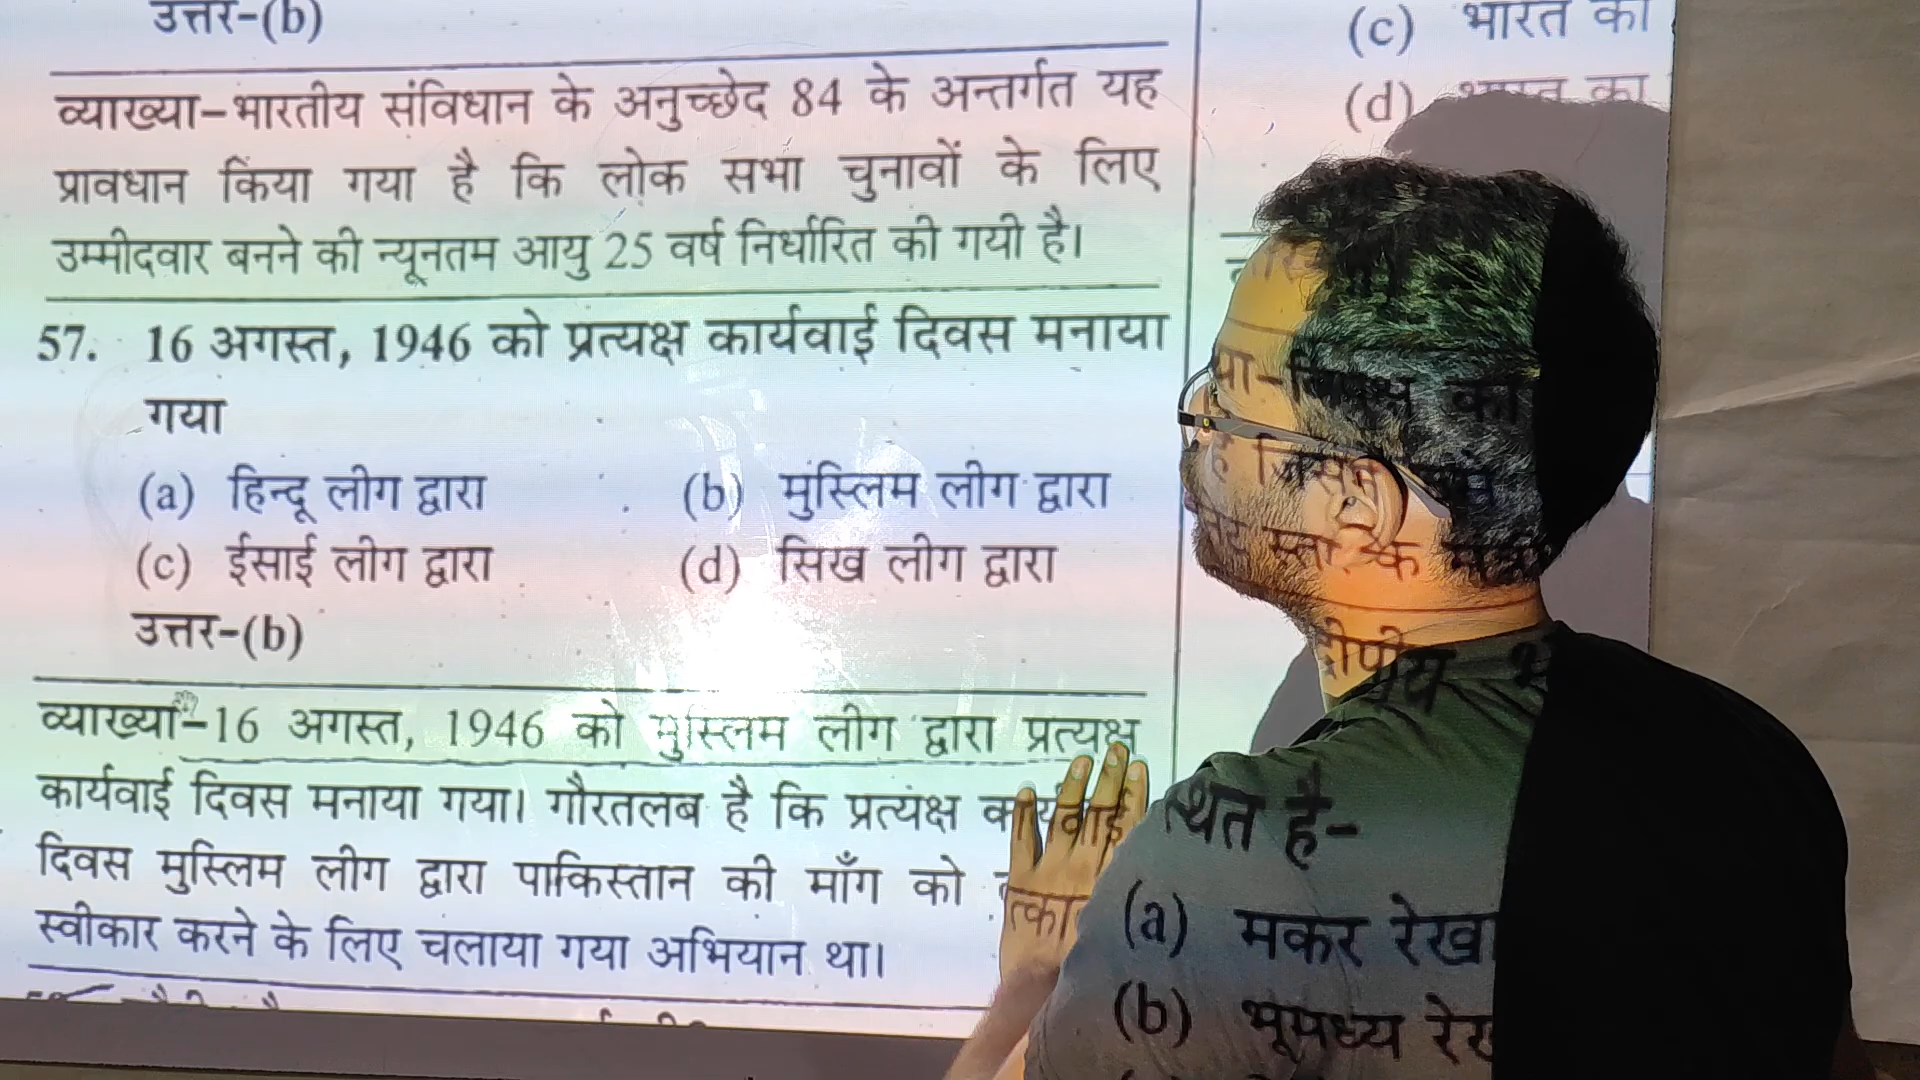 उत्तर-(b)
व्याख्या–भारतीय संविधान के अनुच्छेद 84 के अन्तर्गत यह
प्रावधान किया गया है कि लोक सभा चुनावों के लिए
उम्मीदवार बनने की न्यूनतम आयु 25 वर्ष निर्धारित की गयी है।
57. 16 अगस्त, 1946 को प्रत्यक्ष कार्यवाई दिवस मनाया
गया
(a) हिन्दू लीग द्वारा (b) मुस्लिम लीग द्वारा
(c) ईसाई लीग द्वारा (d) सिख लीग द्वारा
उत्तर-(b)
व्याख्या–16 अगस्त, 1946 को मुस्लिम लीग द्वारा प्रत्यक्ष
कार्यवाई दिवस मनाया गया। गौरतलब है कि प्रत्यक्ष कार्यवाई
दिवस मुस्लिम लीग द्वारा पाकिस्तान की माँग को
स्वीकार करने के लिए चलाया गया अभियान था।
(c) भारत का
(d) भारत का
है जिसमें
स्थित है-
(a) मकर रेखा
(b) भूमध्य